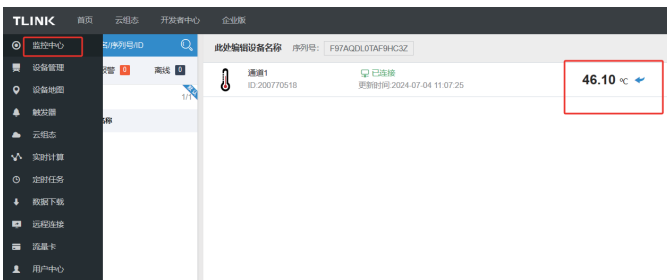 TLINK 首页 云组态 开发者中心 企业版
监控中心 名/序列号/ID 此处编辑设备名称 序列号： F97AQDL0TAF9HC3Z
设备管理 报警 0 离线 0 通道1 已连接 46.10 ℃
设备地图 1/1 ID:200770518 更新时间:2024-07-04 11:07:25
触发器 名称
云组态
实时计算
定时任务
数据下载
远程连接
流量卡
用户中心